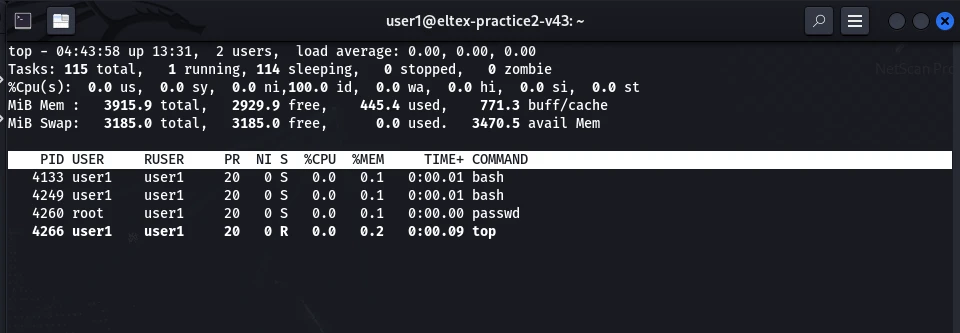 user1@eltex-practice2-v43: ~
top - 04:43:58 up 13:31,  2 users,  load average: 0.00, 0.00, 0.00
Tasks: 115 total,   1 running, 114 sleeping,   0 stopped,   0 zombie
%Cpu(s):  0.0 us,  0.0 sy,  0.0 ni,100.0 id,  0.0 wa,  0.0 hi,  0.0 si,  0.0 st
MiB Mem :   3915.9 total,   2929.9 free,    445.4 used,    771.3 buff/cache
MiB Swap:   3185.0 total,   3185.0 free,      0.0 used.   3470.5 avail Mem
NetScan Pro
    PID USER     RUSER     PR  NI S  %CPU  %MEM     TIME+ COMMAND
   4133 user1    user1     20   0 S   0.0   0.1   0:00.01 bash
   4249 user1    user1     20   0 S   0.0   0.1   0:00.01 bash
   4260 root     user1     20   0 S   0.0   0.1   0:00.00 passwd
   4266 user1    user1     20   0 R   0.0   0.2   0:00.09 top